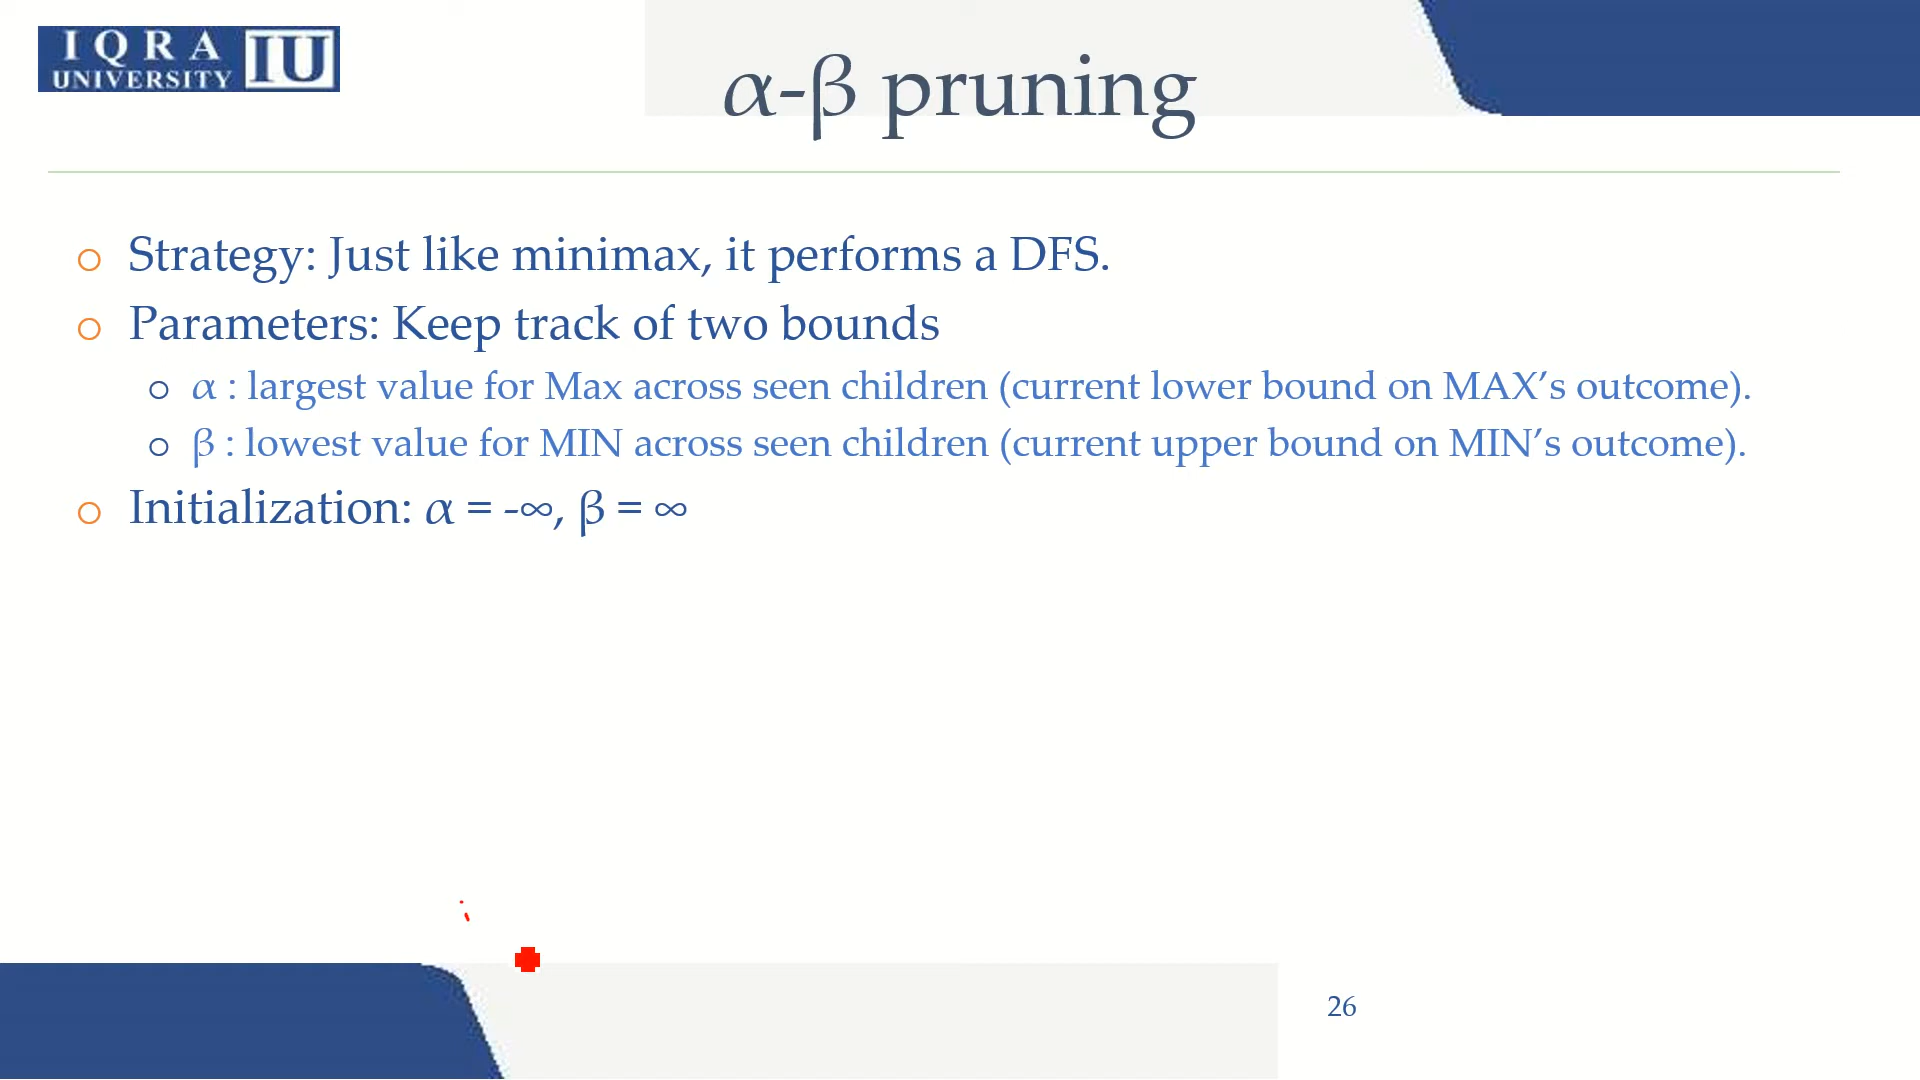 IQRA
UNIVERSITY IU
α-β pruning
Strategy: Just like minimax, it performs a DFS.
Parameters: Keep track of two bounds
α : largest value for Max across seen children (current lower bound on MAX’s outcome).
β : lowest value for MIN across seen children (current upper bound on MIN’s outcome).
Initialization: α = -∞, β = ∞
26